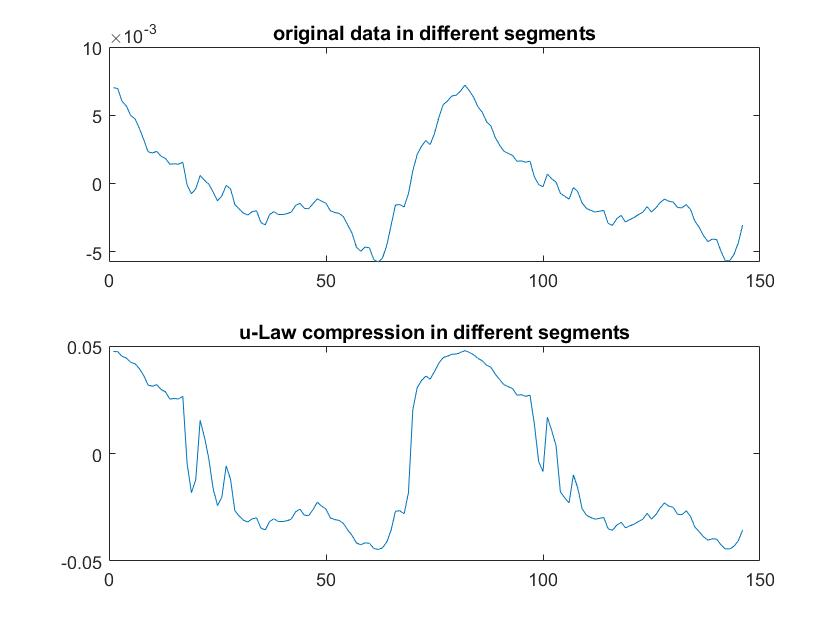 original data in different segments
×10-3
10
5
0
-5
0 50 100 150
u-Law compression in different segments
0.05
0
-0.05
0 50 100 150